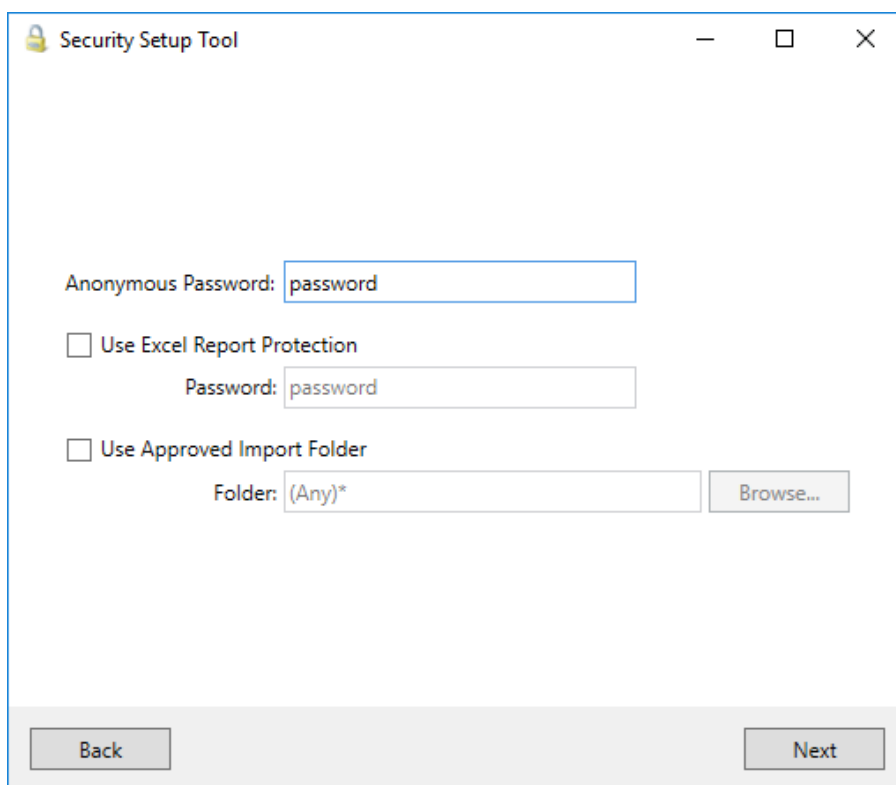 Security Setup Tool
Anonymous Password: password
Use Excel Report Protection
Password: password
Use Approved Import Folder
Folder: (Any)* Browse...
Back Next